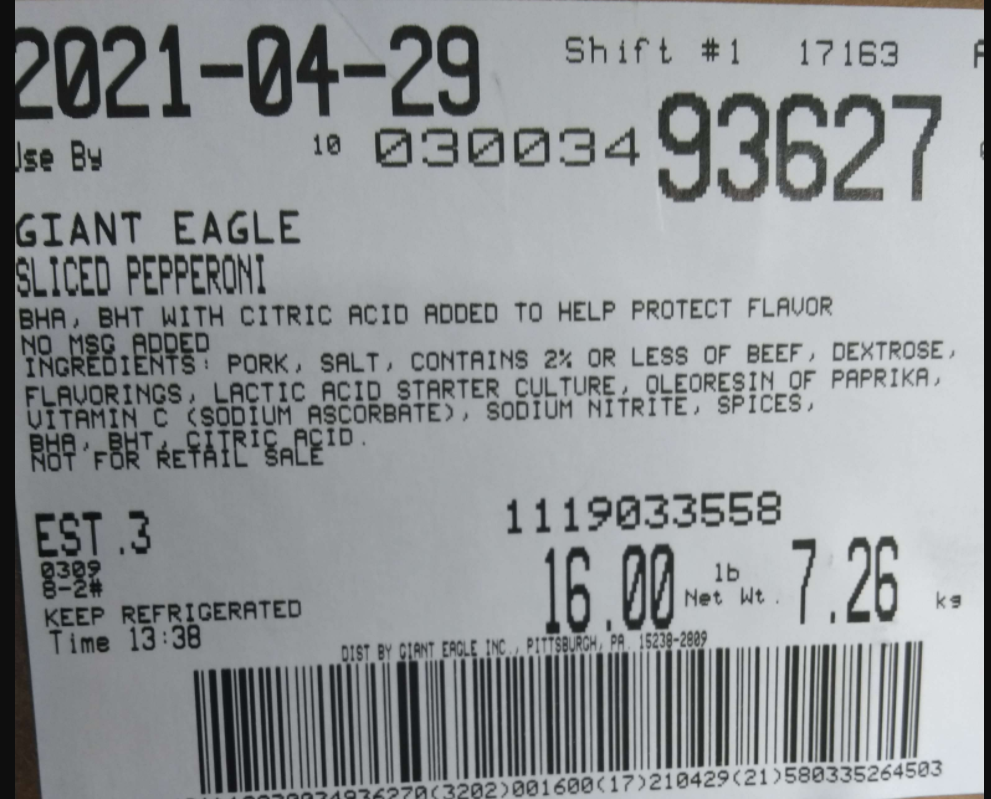 2021-04-29 Shift #1 17163
Use By 10 030034 93627
GIANT EAGLE
SLICED PEPPERONI
BHA, BHT WITH CITRIC ACID ADDED TO HELP PROTECT FLAVOR
NO MSG ADDED
INGREDIENTS: PORK, SALT, CONTAINS 2% OR LESS OF BEEF, DEXTROSE,
FLAVORINGS, LACTIC ACID STARTER CULTURE, OLEORESIN OF PAPRIKA,
VITAMIN C (SODIUM ASCORBATE), SODIUM NITRITE, SPICES,
BHA, BHT, CITRIC ACID.
NOT FOR RETAIL SALE
EST.3 1119033558
0309
8-2#
16.00 lb Net Wt. 7.26 kg
KEEP REFRIGERATED
Time 13:38
DIST BY GIANT EAGLE INC., PITTSBURGH, PA. 15238-2809
(3202)001600(17)210429(21)580335264503